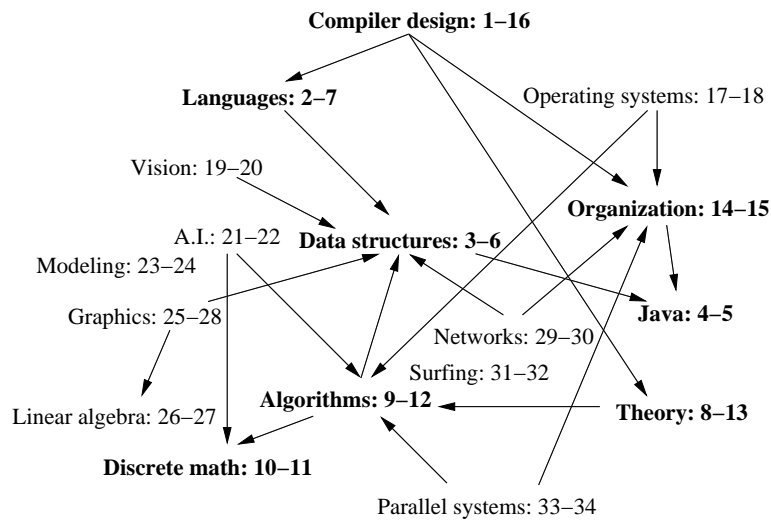 Compiler design: 1–16
Languages: 2–7
Operating systems: 17–18
Vision: 19–20
Organization: 14–15
A.I.: 21–22
Data structures: 3–6
Modeling: 23–24
Graphics: 25–28
Java: 4–5
Networks: 29–30
Surfing: 31–32
Algorithms: 9–12
Linear algebra: 26–27
Theory: 8–13
Discrete math: 10–11
Parallel systems: 33–34